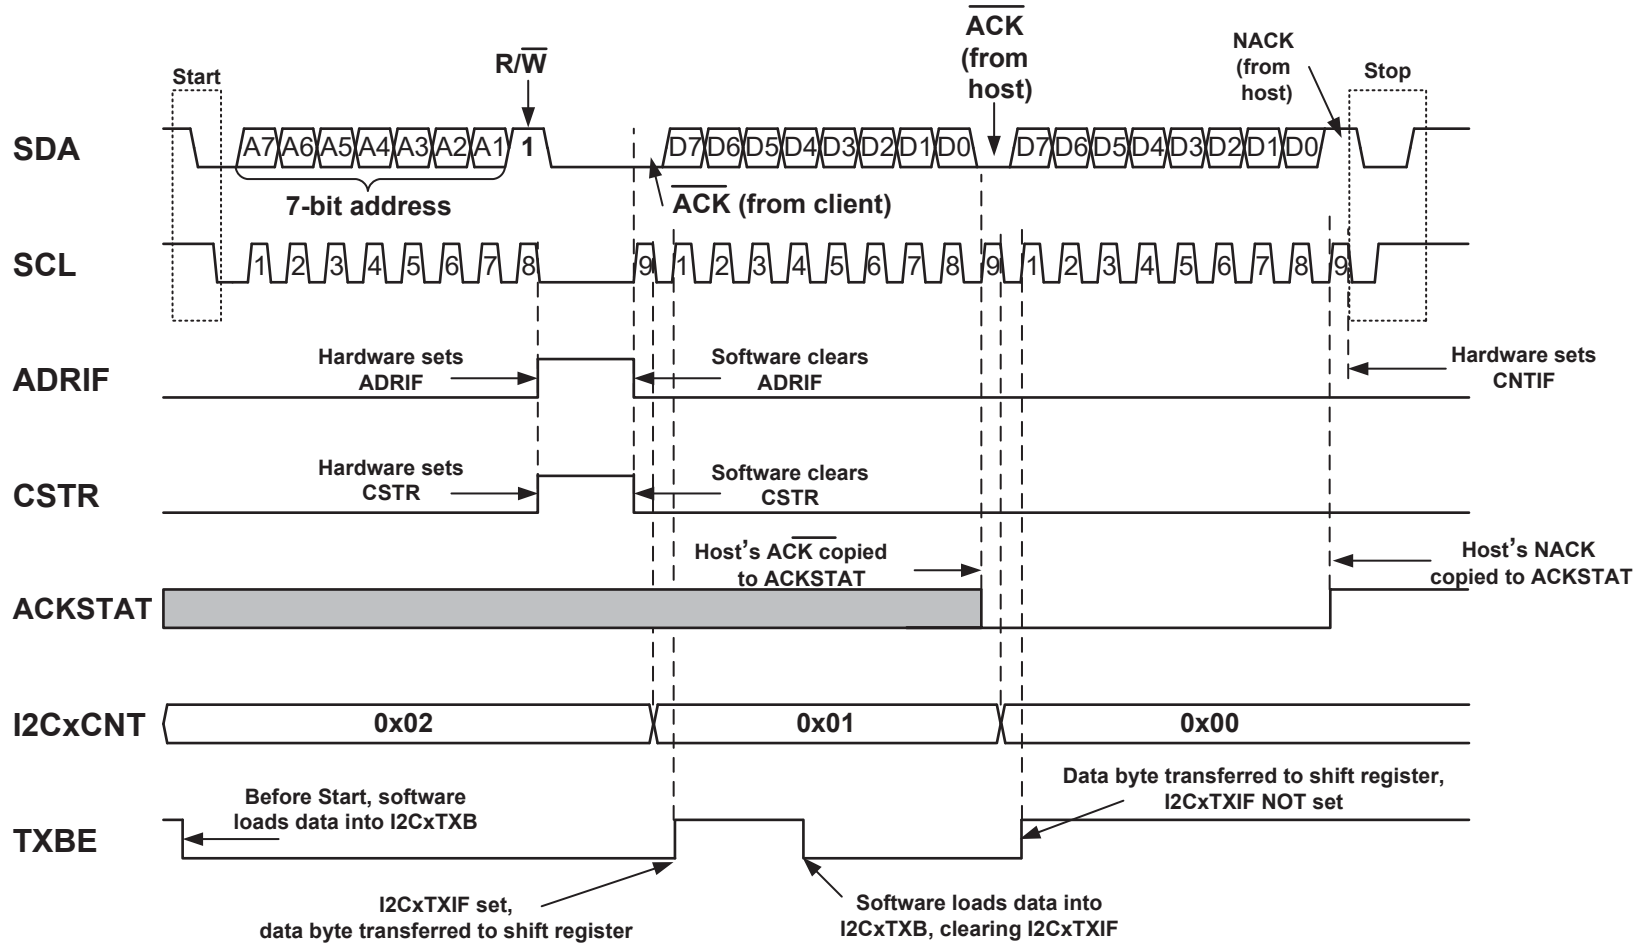 ACK
(from
host)
NACK
(from
host)
Start
R/W
Stop
SDA
A7 A6 A5 A4 A3 A2 A1 1 D7 D6 D5 D4 D3 D2 D1 D0 D7 D6 D5 D4 D3 D2 D1 D0
7-bit address
ACK (from client)
SCL
1 2 3 4 5 6 7 8 9 1 2 3 4 5 6 7 8 9 1 2 3 4 5 6 7 8 9
ADRIF
Hardware sets
ADRIF
Software clears
ADRIF
Hardware sets
CNTIF
CSTR
Hardware sets
CSTR
Software clears
CSTR
Host's ACK copied
to ACKSTAT
Host's NACK
copied to ACKSTAT
ACKSTAT
I2CxCNT
0x02
0x01
0x00
TXBE
Before Start, software
loads data into I2CxTXB
Data byte transferred to shift register,
I2CxTXIF NOT set
I2CxTXIF set,
data byte transferred to shift register
Software loads data into
I2CxTXB, clearing I2CxTXIF